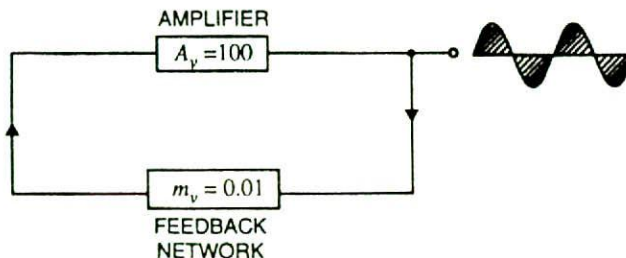 AMPLIFIER
A_v = 100
m_v = 0.01
FEEDBACK
NETWORK